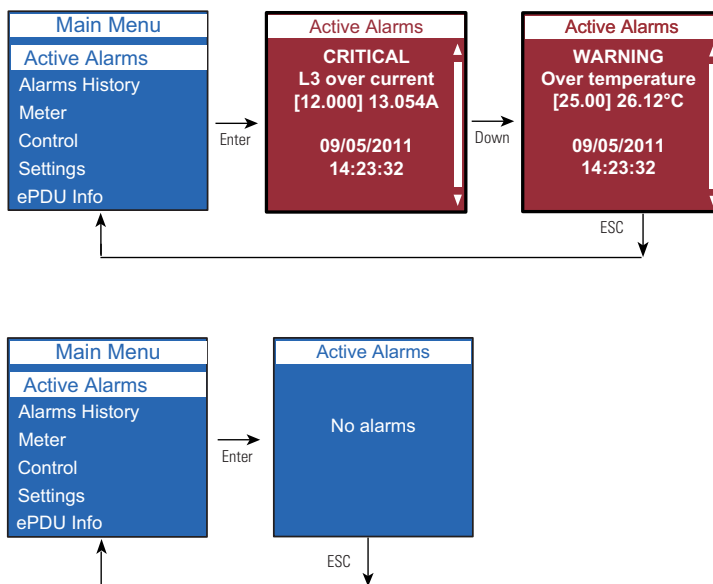 Main Menu
Active Alarms
Alarms History
Meter
Control
Settings
ePDU Info
Enter
Active Alarms
CRITICAL
L3 over current
[12.000] 13.054A
09/05/2011
14:23:32
Down
Active Alarms
WARNING
Over temperature
[25.00] 26.12°C
09/05/2011
14:23:32
ESC
Main Menu
Active Alarms
Alarms History
Meter
Control
Settings
ePDU Info
Enter
Active Alarms
No alarms
ESC